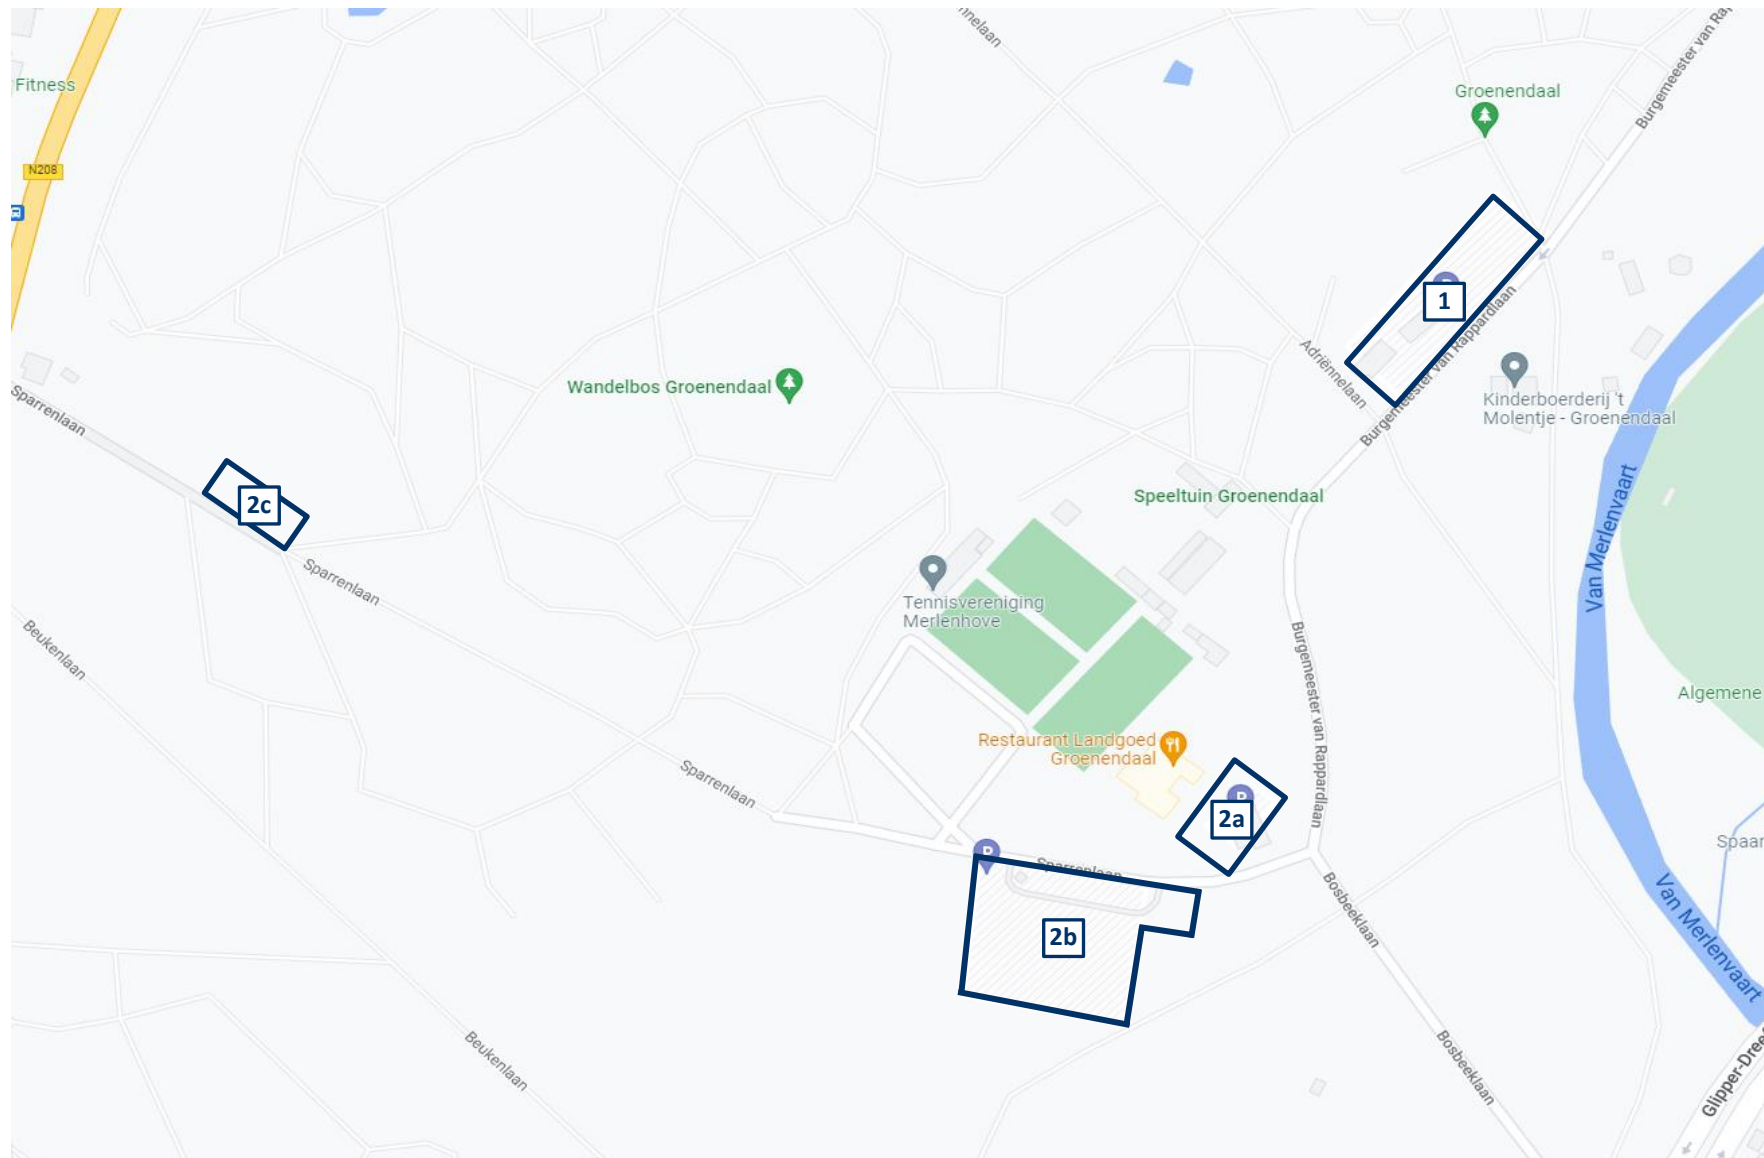 nnelaan
Burgemeester van Ra
Fitness
Groenendaal
N208
1
Burgemeester van Rappardlaan
Adriënnelaan
Kinderboerderij 't
Molentje - Groenendaal
Wandelbos Groenendaal
Sparrenlaan
2c
Speeltuin Groenendaal
Van Merlenvaart
Sparrenlaan
Tennisvereniging
Merlenhove
Beukenlaan
Burgemeester van Rappardlaan
Algemene
Restaurant Landgoed
Groenendaal
Sparrenlaan
P
2a
Spaar
P
Sparrenlaan
Bosbeeklaan
Van Merlenvaart
2b
Beukenlaan
Bosbeeklaan
Glipper-Dree